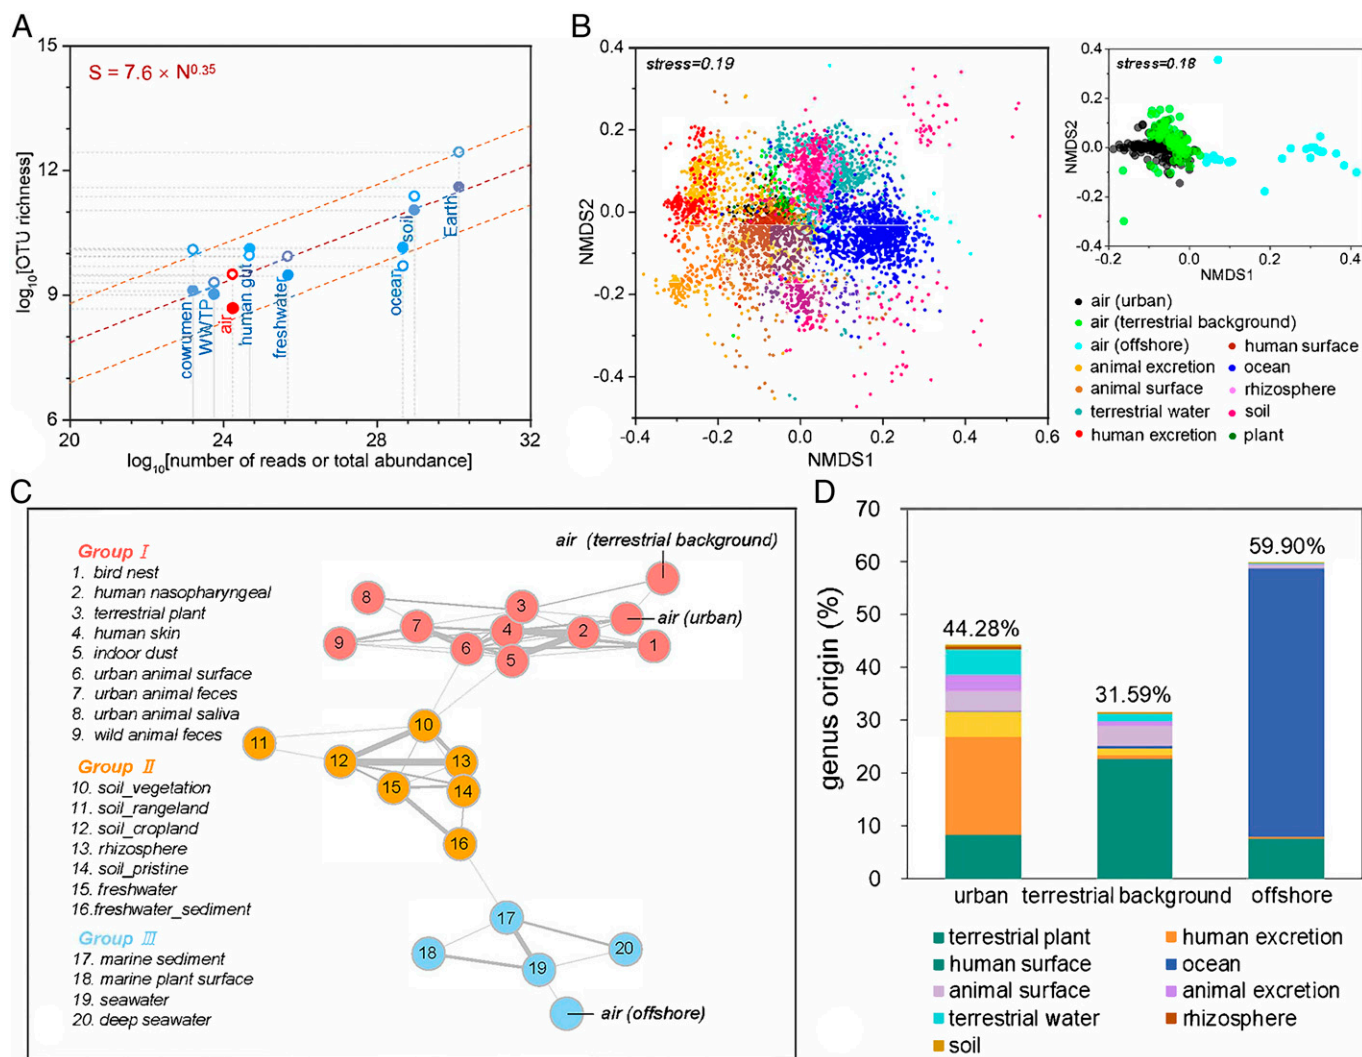 A
15
12
9
6
20
24
28
32
log10[OTU richness]
log10[number of reads or total abundance]
S = 7.6 × N^0.35
cowrumen
WWTP
air
human gut
freshwater
ocean
soil
Earth
B
stress=0.19
0.4
0.2
0.0
-0.2
-0.4
-0.4
-0.2
0.0
0.2
0.4
0.6
NMDS2
NMDS1
stress=0.18
0.4
0.2
0.0
-0.2
-0.4
-0.2
0.0
0.2
0.4
NMDS2
NMDS1
air (urban)
air (terrestrial background)
air (offshore)
human surface
animal excretion
ocean
animal surface
rhizosphere
terrestrial water
soil
human excretion
plant
C
Group I
1. bird nest
2. human nasopharyngeal
3. terrestrial plant
4. human skin
5. indoor dust
6. urban animal surface
7. urban animal feces
8. urban animal saliva
9. wild animal feces
Group II
10. soil_vegetation
11. soil_rangeland
12. soil_cropland
13. rhizosphere
14. soil_pristine
15. freshwater
16.freshwater_sediment
Group III
17. marine sediment
18. marine plant surface
19. seawater
20. deep seawater
air (terrestrial background)
air (urban)
8
3
7
4
2
9
6
5
1
10
11
12
13
15
14
16
17
18
19
20
air (offshore)
D
70
60
50
40
30
20
10
0
genus origin (%)
44.28%
31.59%
59.90%
urban
terrestrial background
offshore
terrestrial plant
human excretion
human surface
ocean
animal surface
animal excretion
terrestrial water
rhizosphere
soil